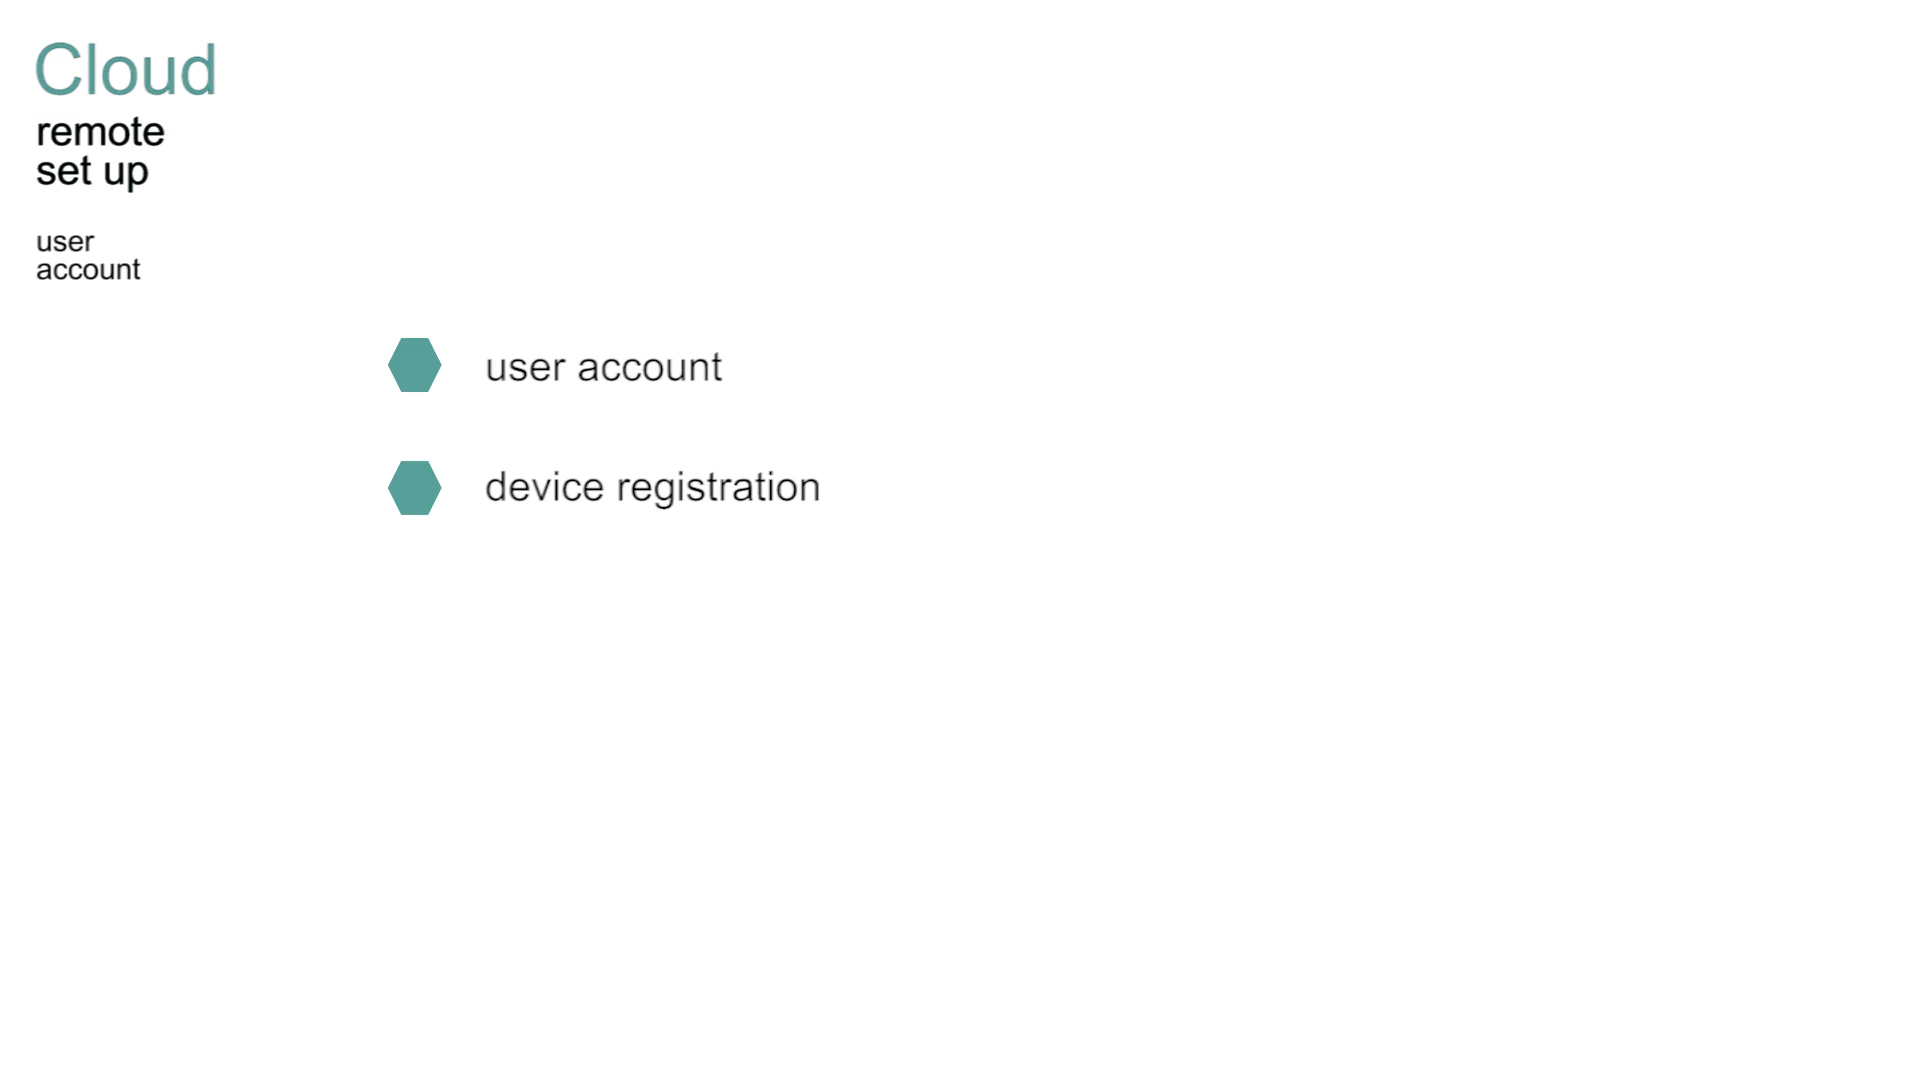 Cloud
remote
set up
user
account
user account
device registration